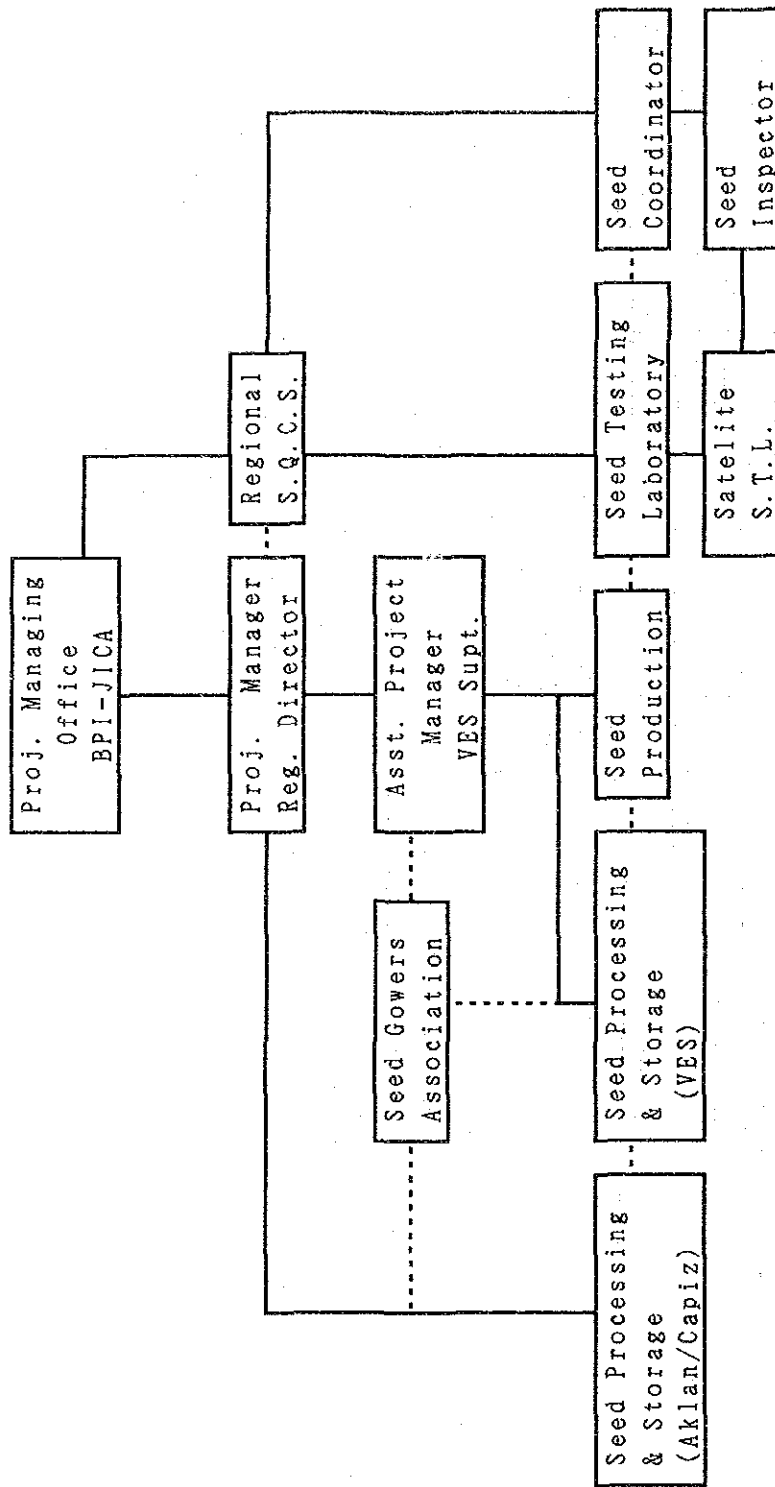 Proj. Managing
Office
BPI-JICA
Proj. Manager
Reg. Director
Regional
S.Q.C.S.
Seed Gowers
Association
Asst. Project
Manager
VES Supt.
Seed Processing
& Storage
(Aklan/Capiz)
Seed Processing
& Storage
(VES)
Seed
Production
Seed Testing
Laboratory
Seed
Coordinator
Satelite
S.T.L.
Seed
Inspector